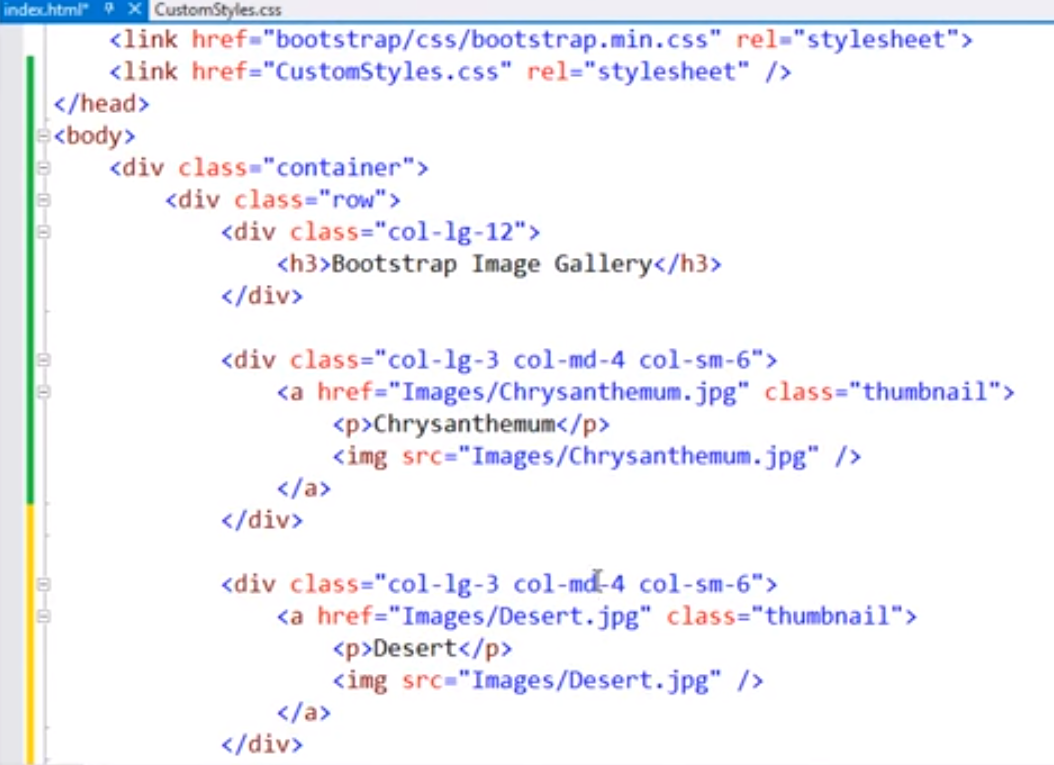 index.html* CustomStyles.css
<link href="bootstrap/css/bootstrap.min.css" rel="stylesheet">
<link href="CustomStyles.css" rel="stylesheet" />
</head>
<body>
<div class="container">
<div class="row">
<div class="col-lg-12">
<h3>Bootstrap Image Gallery</h3>
</div>
<div class="col-lg-3 col-md-4 col-sm-6">
<a href="Images/Chrysanthemum.jpg" class="thumbnail">
<p>Chrysanthemum</p>
<img src="Images/Chrysanthemum.jpg" />
</a>
</div>
<div class="col-lg-3 col-md-4 col-sm-6">
<a href="Images/Desert.jpg" class="thumbnail">
<p>Desert</p>
<img src="Images/Desert.jpg" />
</a>
</div>